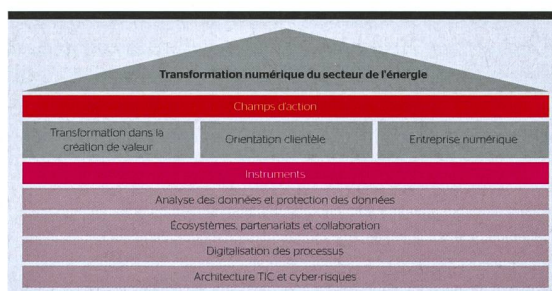 Transformation numérique du secteur de l'énergie
Champs d'action
Transformation dans la
création de valeur
Orientation clientèle
Entreprise numérique
Instruments
Analyse des données et protection des données
Écosystèmes, partenariats et collaboration
Digitalisation des processus
Architecture TIC et cyber-risques